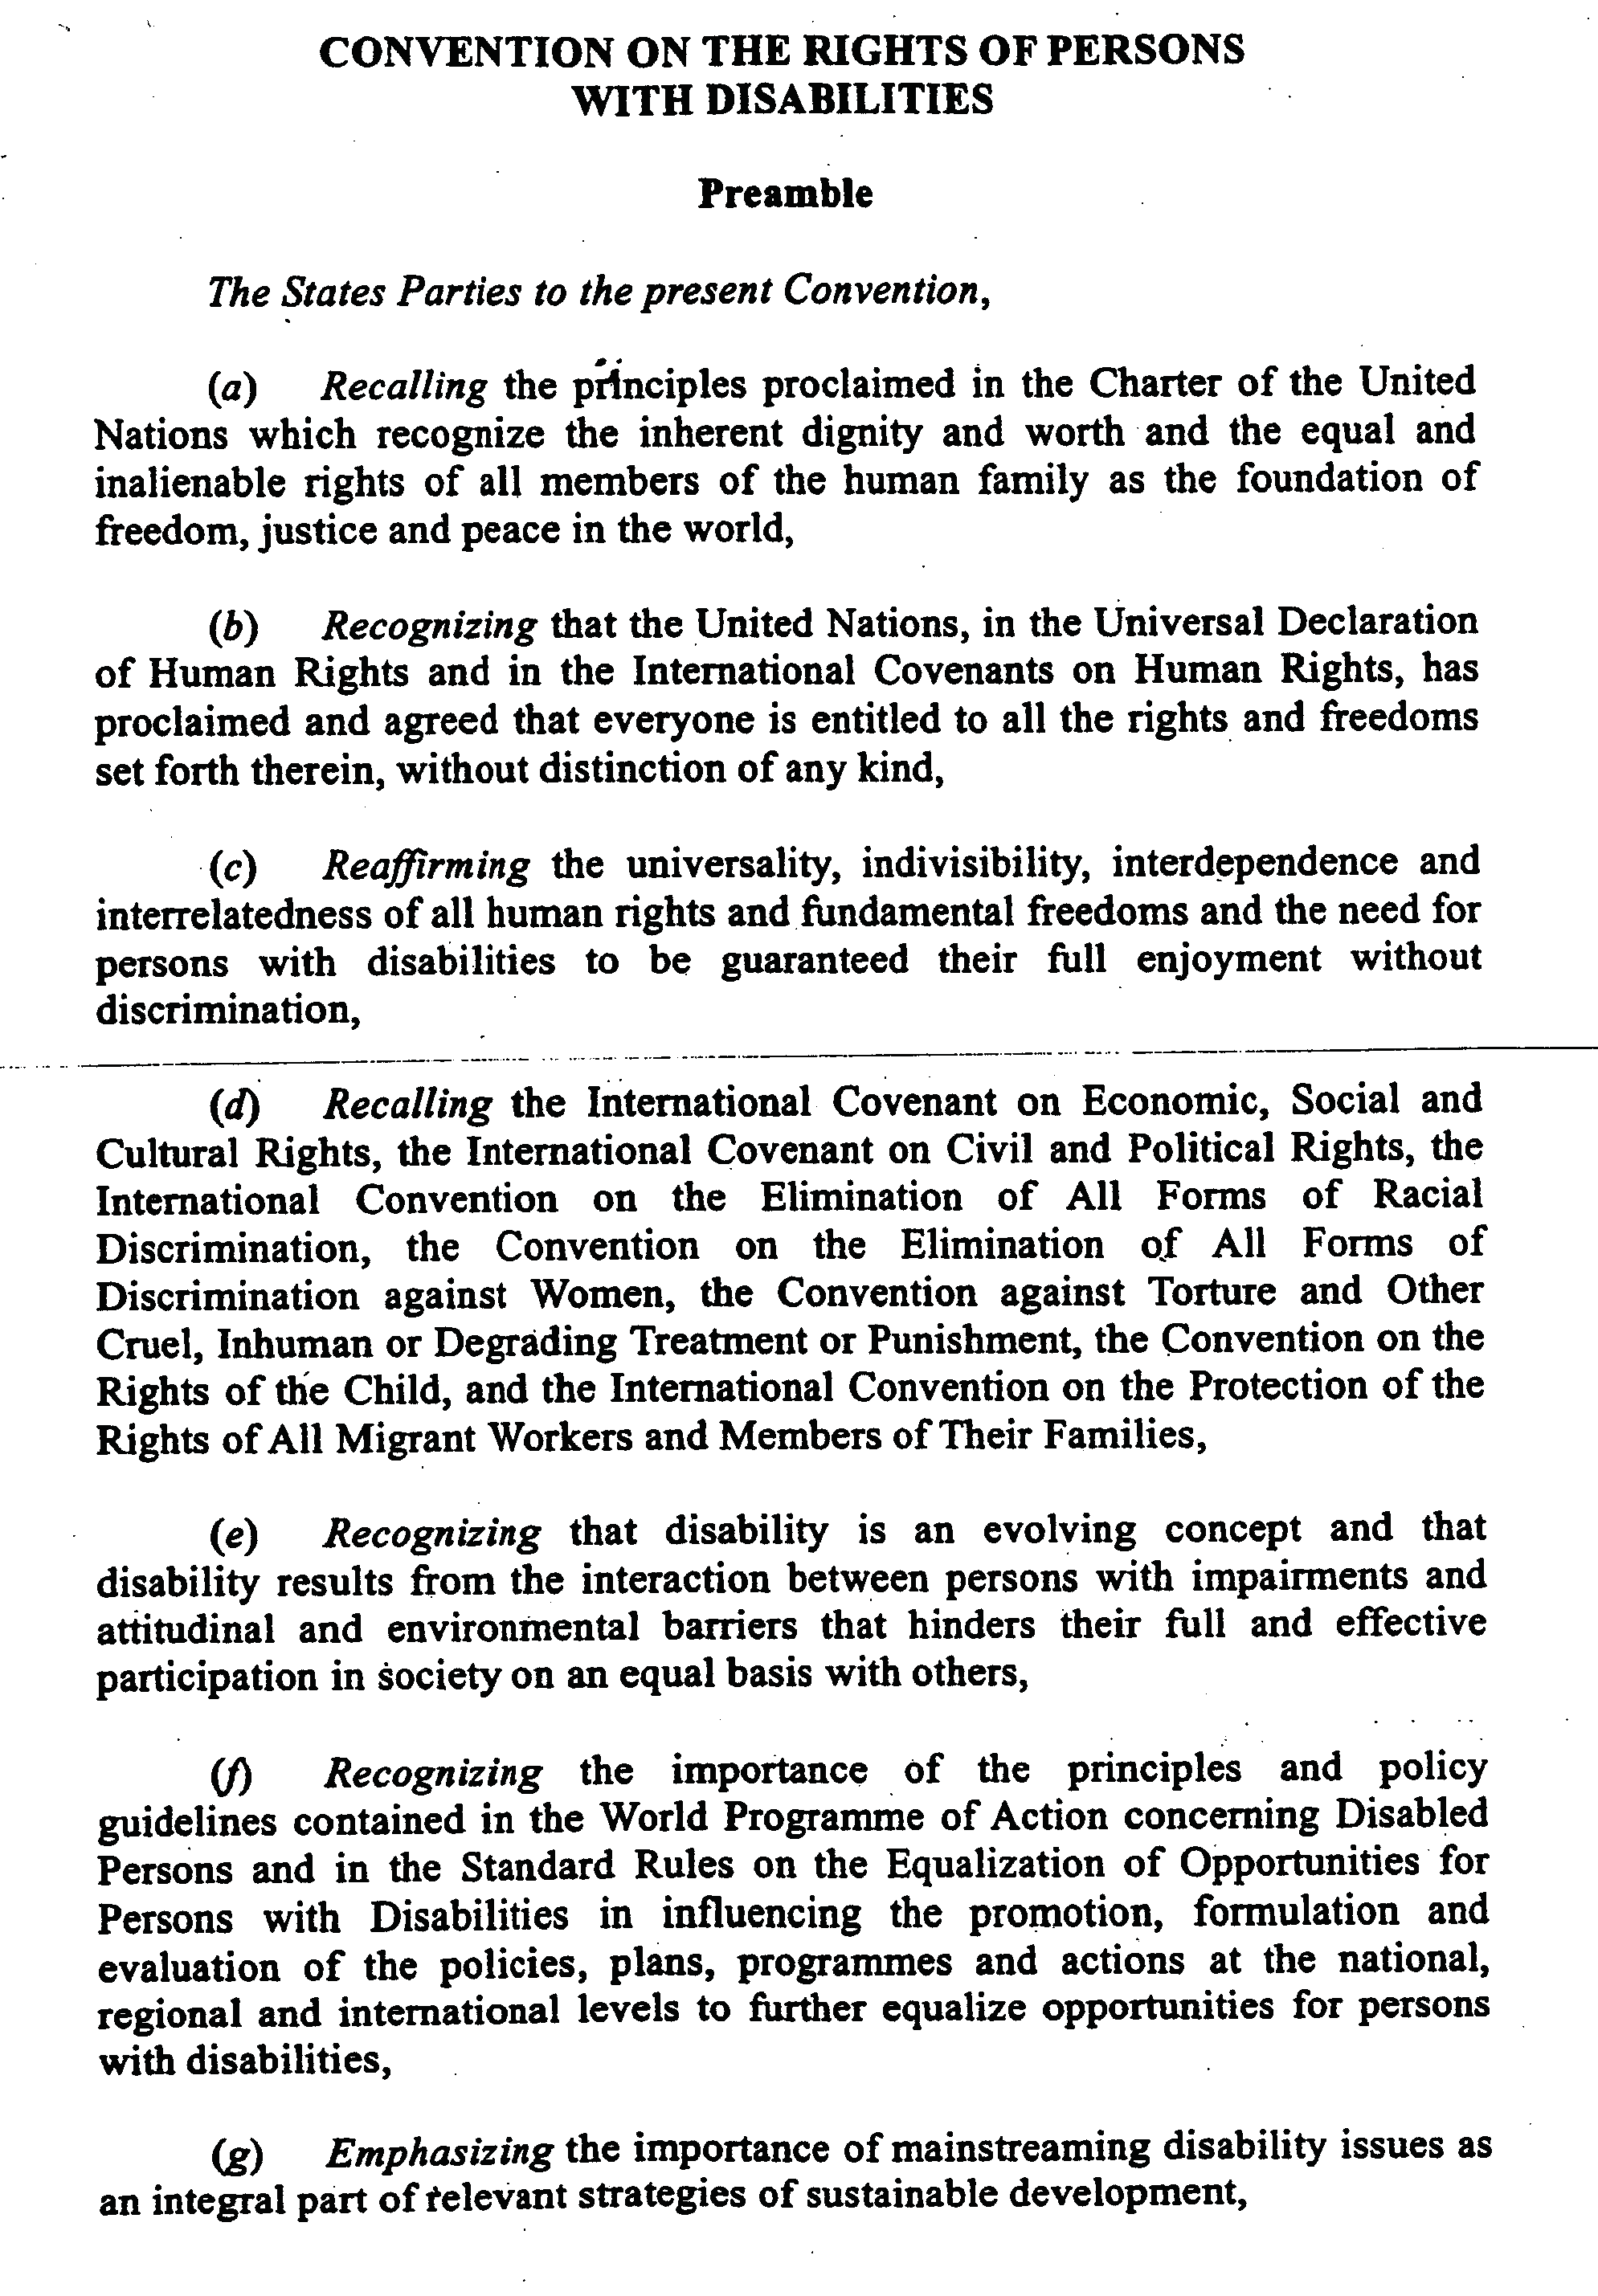 CONVENTION ON THE RIGHTS OF PERSONS
WITH DISABILITIES
Preamble
The States Parties to the present Convention,
(a) Recalling the principles proclaimed in the Charter of the United
Nations which recognize the inherent dignity and worth and the equal and
inalienable rights of all members of the human family as the foundation of
freedom, justice and peace in the world,
(b) Recognizing that the United Nations, in the Universal Declaration
of Human Rights and in the International Covenants on Human Rights, has
proclaimed and agreed that everyone is entitled to all the rights and freedoms
set forth therein, without distinction of any kind,
(c) Reaffirming the universality, indivisibility, interdependence and
interrelatedness of all human rights and fundamental freedoms and the need for
persons with disabilities to be guaranteed their full enjoyment without
discrimination,
(d) Recalling the International Covenant on Economic, Social and
Cultural Rights, the International Covenant on Civil and Political Rights, the
International Convention on the Elimination of All Forms of Racial
Discrimination, the Convention on the Elimination of All Forms of
Discrimination against Women, the Convention against Torture and Other
Cruel, Inhuman or Degrading Treatment or Punishment, the Convention on the
Rights of the Child, and the International Convention on the Protection of the
Rights of All Migrant Workers and Members of Their Families,
(e) Recognizing that disability is an evolving concept and that
disability results from the interaction between persons with impairments and
attitudinal and environmental barriers that hinders their full and effective
participation in society on an equal basis with others,
(f) Recognizing the importance of the principles and policy
guidelines contained in the World Programme of Action concerning Disabled
Persons and in the Standard Rules on the Equalization of Opportunities for
Persons with Disabilities in influencing the promotion, formulation and
evaluation of the policies, plans, programmes and actions at the national,
regional and international levels to further equalize opportunities for persons
with disabilities,
(g) Emphasizing the importance of mainstreaming disability issues as
an integral part of relevant strategies of sustainable development,